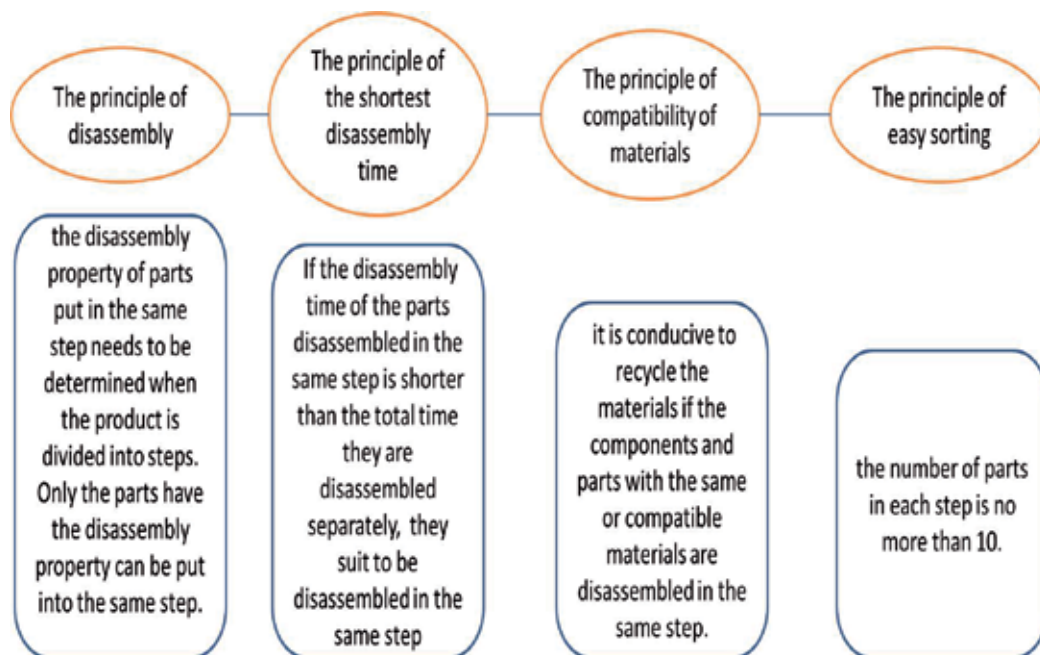 The principle of
disassembly
The principle of
the shortest
disassembly
time
The principle of
compatibility of
materials
The principle of
easy sorting
the disassembly
property of parts
put in the same
step needs to be
determined when
the product is
divided into steps.
Only the parts have
the disassembly
property can be put
into the same step.
If the disassembly
time of the parts
disassembled in the
same step is shorter
than the total time
they are
disassembled
separately, they
suit to be
disassembled in the
same step
it is conducive to
recycle the
materials if the
components and
parts with the same
or compatible
materials are
disassembled in the
same step.
the number of parts
in each step is no
more than 10.